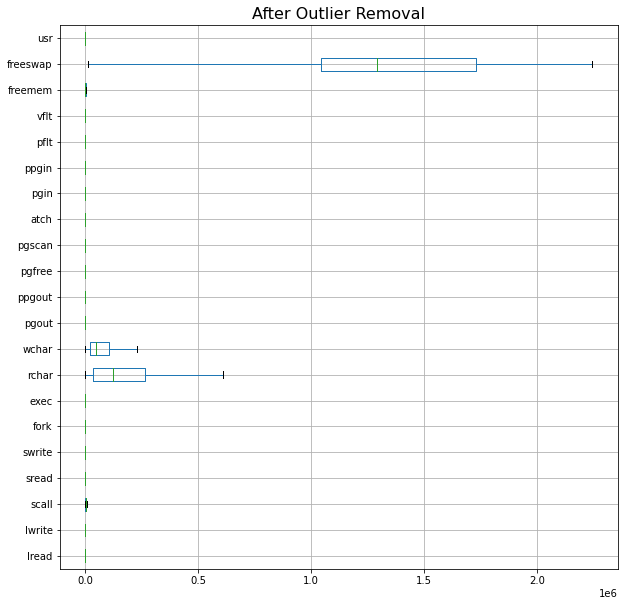 After Outlier Removal
usr
freeswap
freemem
vflt
pflt
ppgin
pgin
atch
pgscan
pgfree
ppgout
pgout
wchar
rchar
exec
fork
swrite
sread
scall
lwrite
lread
0.0 0.5 1.0 1.5 2.0
1e6